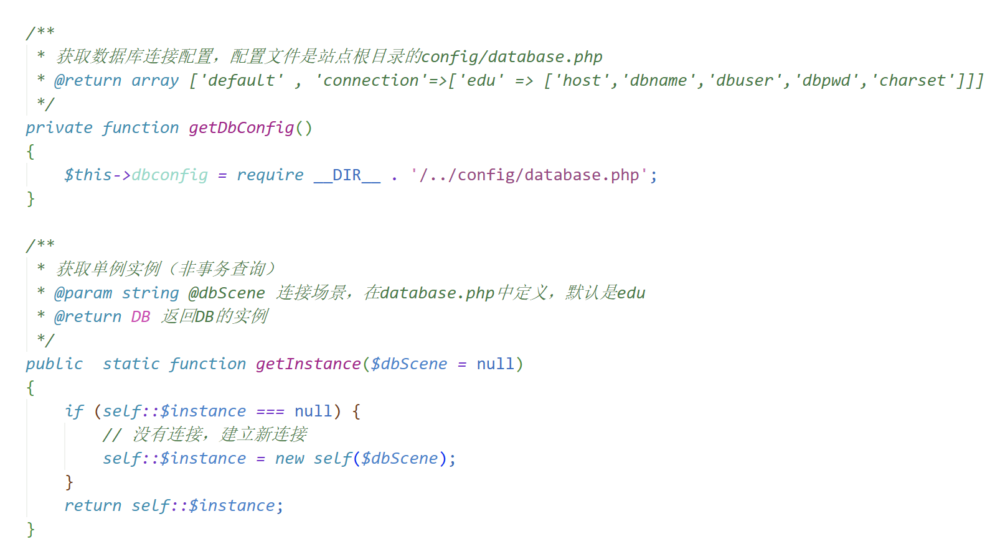 /**
 * 获取数据库连接配置，配置文件是站点根目录的config/database.php
 * @return array ['default' , 'connection'=>['edu' => ['host','dbname','dbuser','dbpwd','charset']]]
 */
private function getDbConfig()
{
    $this->dbconfig = require __DIR__ . '/../config/database.php';
}

/**
 * 获取单例实例（非事务查询）
 * @param string @dbScene 连接场景，在database.php中定义，默认是edu
 * @return DB 返回DB的实例
 */
public  static function getInstance($dbScene = null)
{
    if (self::$instance === null) {
        // 没有连接，建立新连接
        self::$instance = new self($dbScene);
    }
    return self::$instance;
}